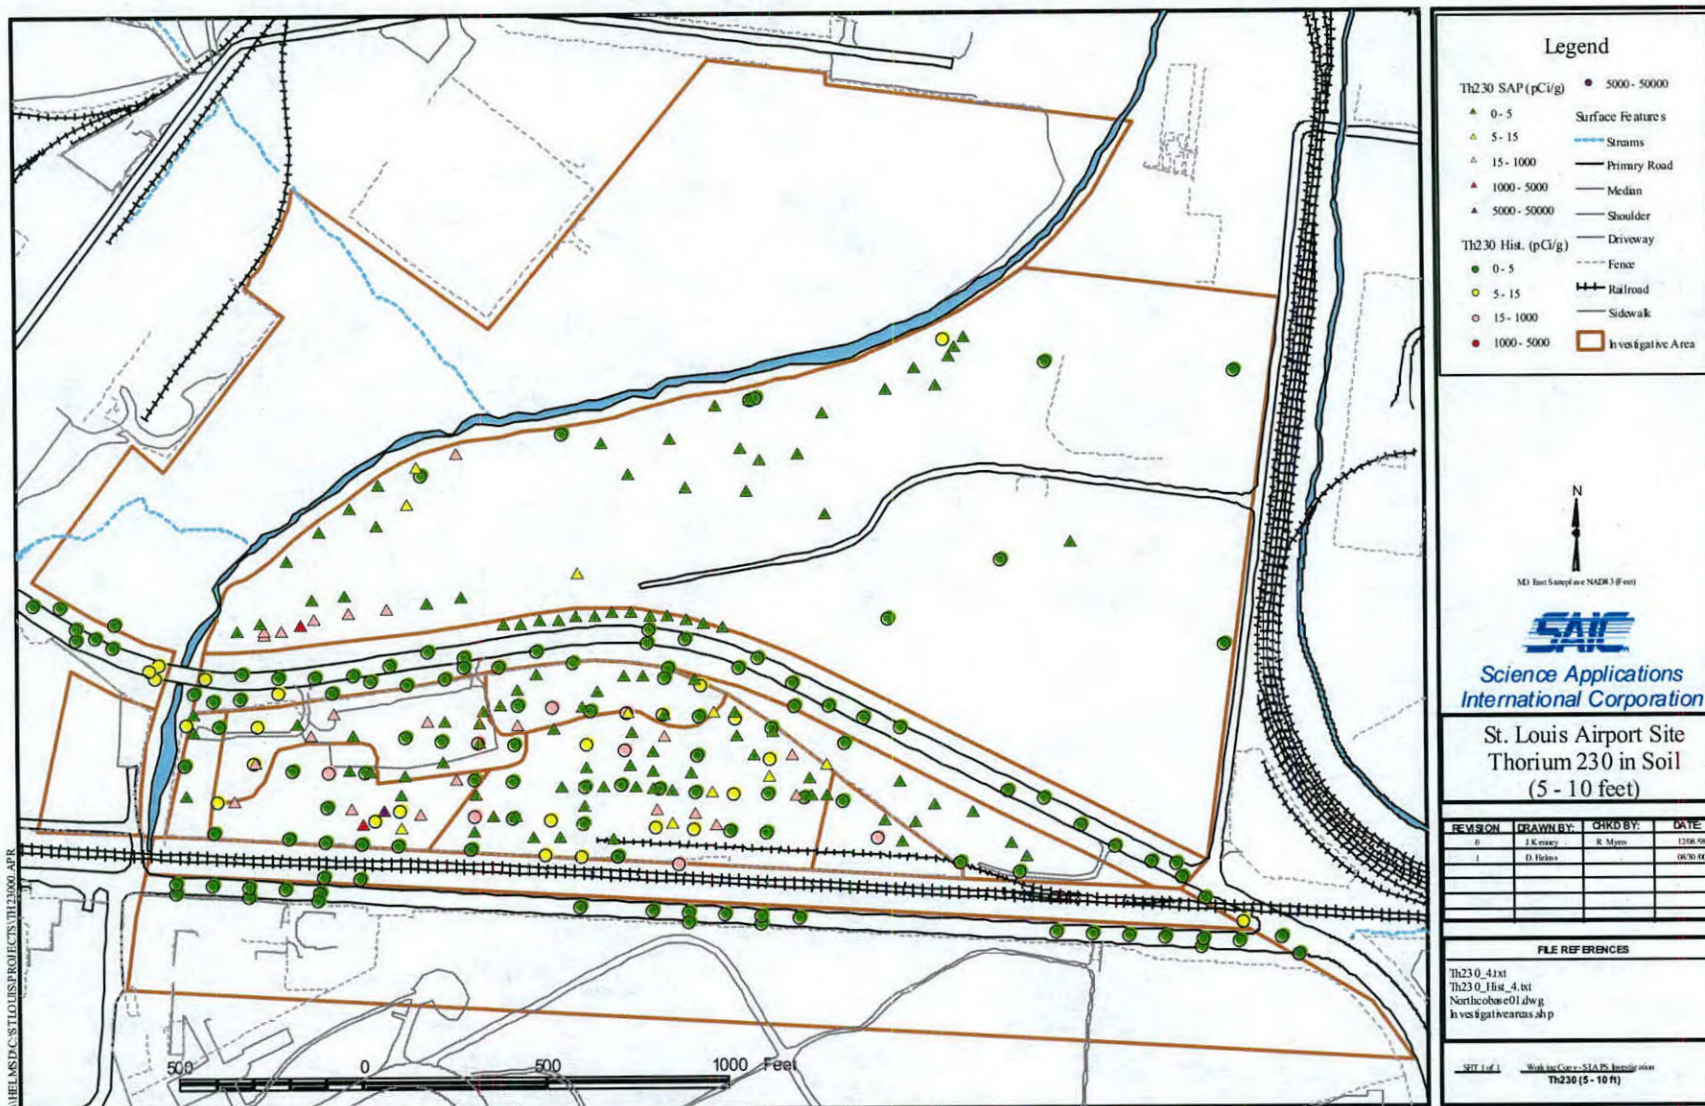 Legend
Th230 SAP (pCi/g)
0 - 5
5 - 15
15 - 1000
1000 - 5000
5000 - 50000
Th230 Hist. (pCi/g)
0 - 5
5 - 15
15 - 1000
1000 - 5000
5000 - 50000
Surface Features
Streams
Primary Road
Median
Shoulder
Driveway
Fence
Railroad
Sidewalk
Investigative Area
N
SAIC
Science Applications
International Corporation
St. Louis Airport Site
Thorium 230 in Soil
(5 - 10 feet)
REVISION DRAWN BY: CHKD BY: DATE:
0 J Kenney R. Myers
1 D. Helms
FILE REFERENCES
Th230_4.txt
Th230_Hist_4.txt
Northcobase01.dwg
Investigativeareas.shp
SHT 1 of 1
Th230 (5 - 10 ft)
500 0 500 1000 Feet